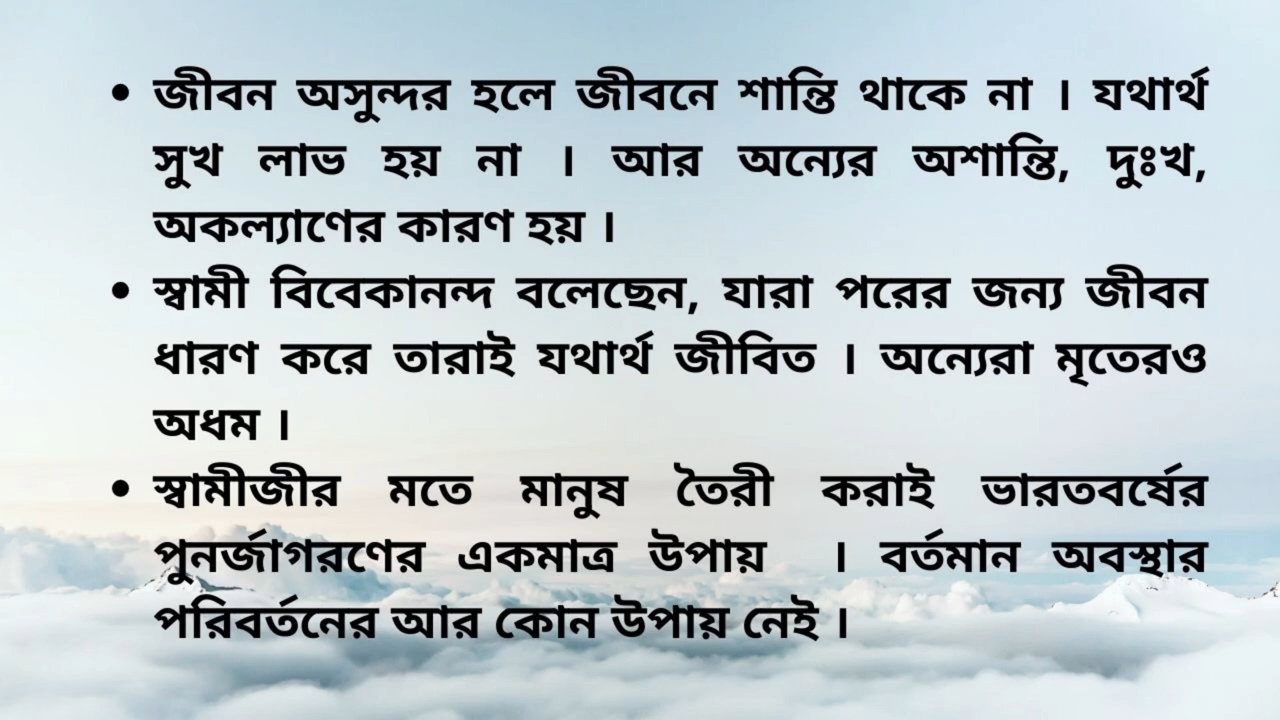 • জীবন অসুন্দর হলে জীবনে শান্তি থাকে না । যথার্থ
সুখ লাভ হয় না । আর অন্যের অশান্তি, দুঃখ,
অকল্যাণের কারণ হয় ।
• স্বামী বিবেকানন্দ বলেছেন, যারা পরের জন্য জীবন
ধারণ করে তারাই যথার্থ জীবিত । অন্যেরা মৃতেরও
অধম ।
• স্বামীজীর মতে মানুষ তৈরী করাই ভারতবর্ষের
পুনর্জাগরণের একমাত্র উপায় । বর্তমান অবস্থার
পরিবর্তনের আর কোন উপায় নেই ।